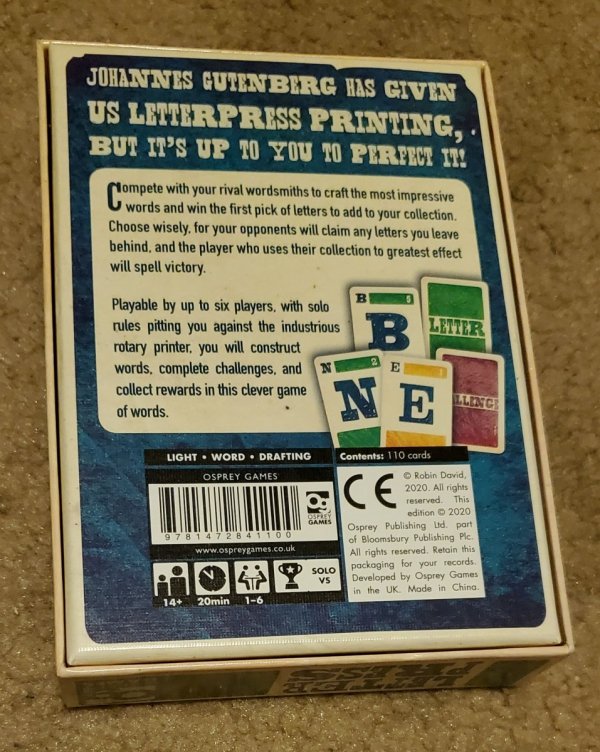 JOHANNES GUTENBERG HAS GIVEN
US LETTERPRESS PRINTING,
BUT IT'S UP TO YOU TO PERFECT IT!
Compete with your rival wordsmiths to craft the most impressive
words and win the first pick of letters to add to your collection.
Choose wisely, for your opponents will claim any letters you leave
behind, and the player who uses their collection to greatest effect
will spell victory.
Playable by up to six players, with solo
rules pitting you against the industrious
rotary printer, you will construct
words, complete challenges, and
collect rewards in this clever game
of words.
B 5
B
LETTER
N 2
N
E 1
E
LLENGE
LIGHT • WORD • DRAFTING
OSPREY GAMES
9 781472 841100
www.ospreygames.co.uk
OSPREY
GAMES
14+
20min
1-6
SOLO
VS
Contents: 110 cards
CE
© Robin David,
2020. All rights
reserved. This
edition © 2020
Osprey Publishing Ltd. part
of Bloomsbury Publishing Plc.
All rights reserved. Retain this
packaging for your records.
Developed by Osprey Games
in the UK. Made in China.
LETTER
PRESS